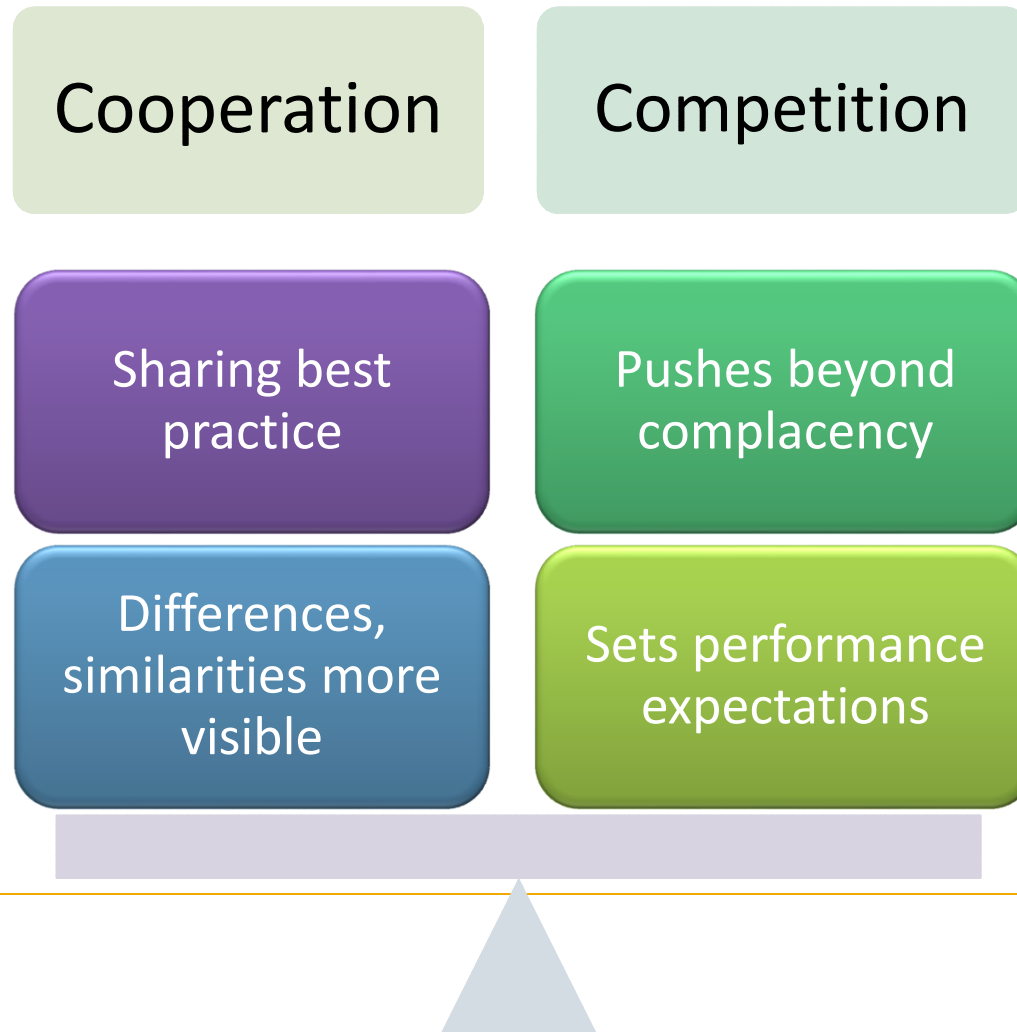 Cooperation
Competition
Sharing best
practice
Pushes beyond
complacency
Differences,
similarities more
visible
Sets performance
expectations